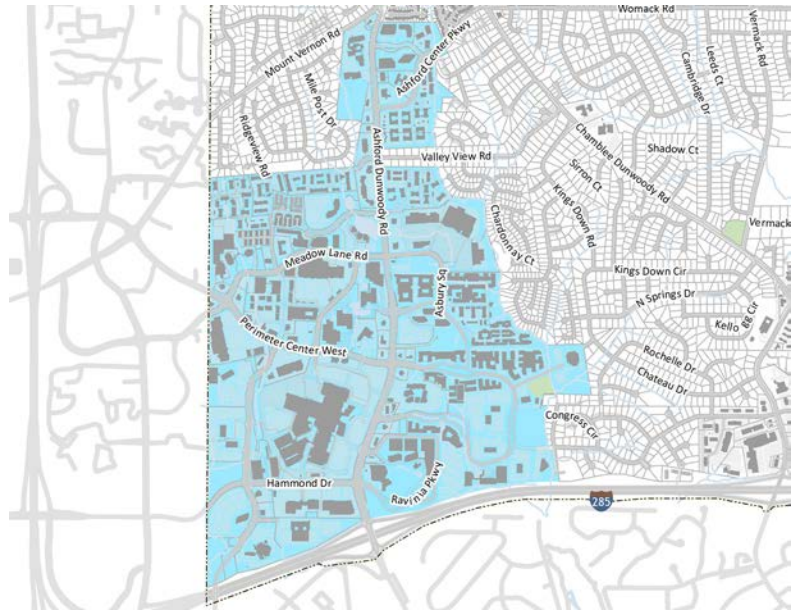 Womack Rd
Mount Vernon Rd
Ashford Center Pkwy
Vermack Rd
Leeds Ct
Cambridge Dr
Mile Post Dr
Ridgeview Rd
Ashford Dunwoody Rd
Valley View Rd
Chamblee Dunwoody Rd
Shadow Ct
Sirron Ct
Kings Down Rd
Chardonnay Ct
Vermack
Meadow Lane Rd
Asbury Sq
Kings Down Cir
N Springs Dr
Kello
gg Cir
Perimeter Center West
Rochelle Dr
Chateau Dr
Congress Cir
Hammond Dr
Ravinia Pkwy
285